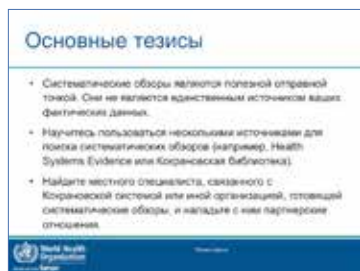 Основные тезисы
• Систематические обзоры являются полезной отправной
точкой. Они не являются единственным источником ваших
фактических данных.
• Научитесь пользоваться несколькими источниками для
поиска систематических обзоров (например, Health
Systems Evidence или Кокрановская библиотека).
• Найдите местного специалиста, связанного с
Кокрановской системой или иной организацией, готовящей
систематические обзоры, и наладьте с ним партнерские
отношения.
World Health
Organization